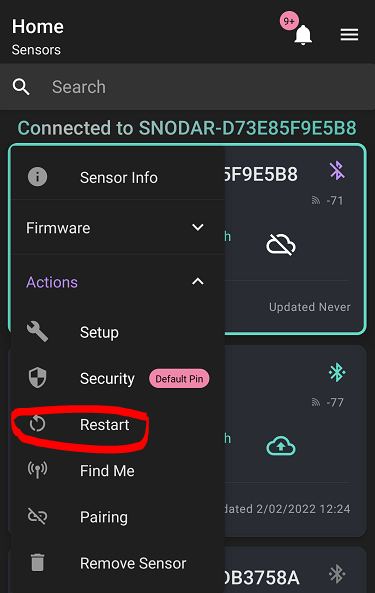 Home
9+
Sensors
Search
Connected to SNODAR-D73E85F9E5B8
Sensor Info
5F9E5B8
-71
Firmware
h
Updated Never
Actions
Setup
Security Default Pin
-77
Restart
h
Find Me
Pairing
dated 2/02/2022 12:24
Remove Sensor
DB3758A